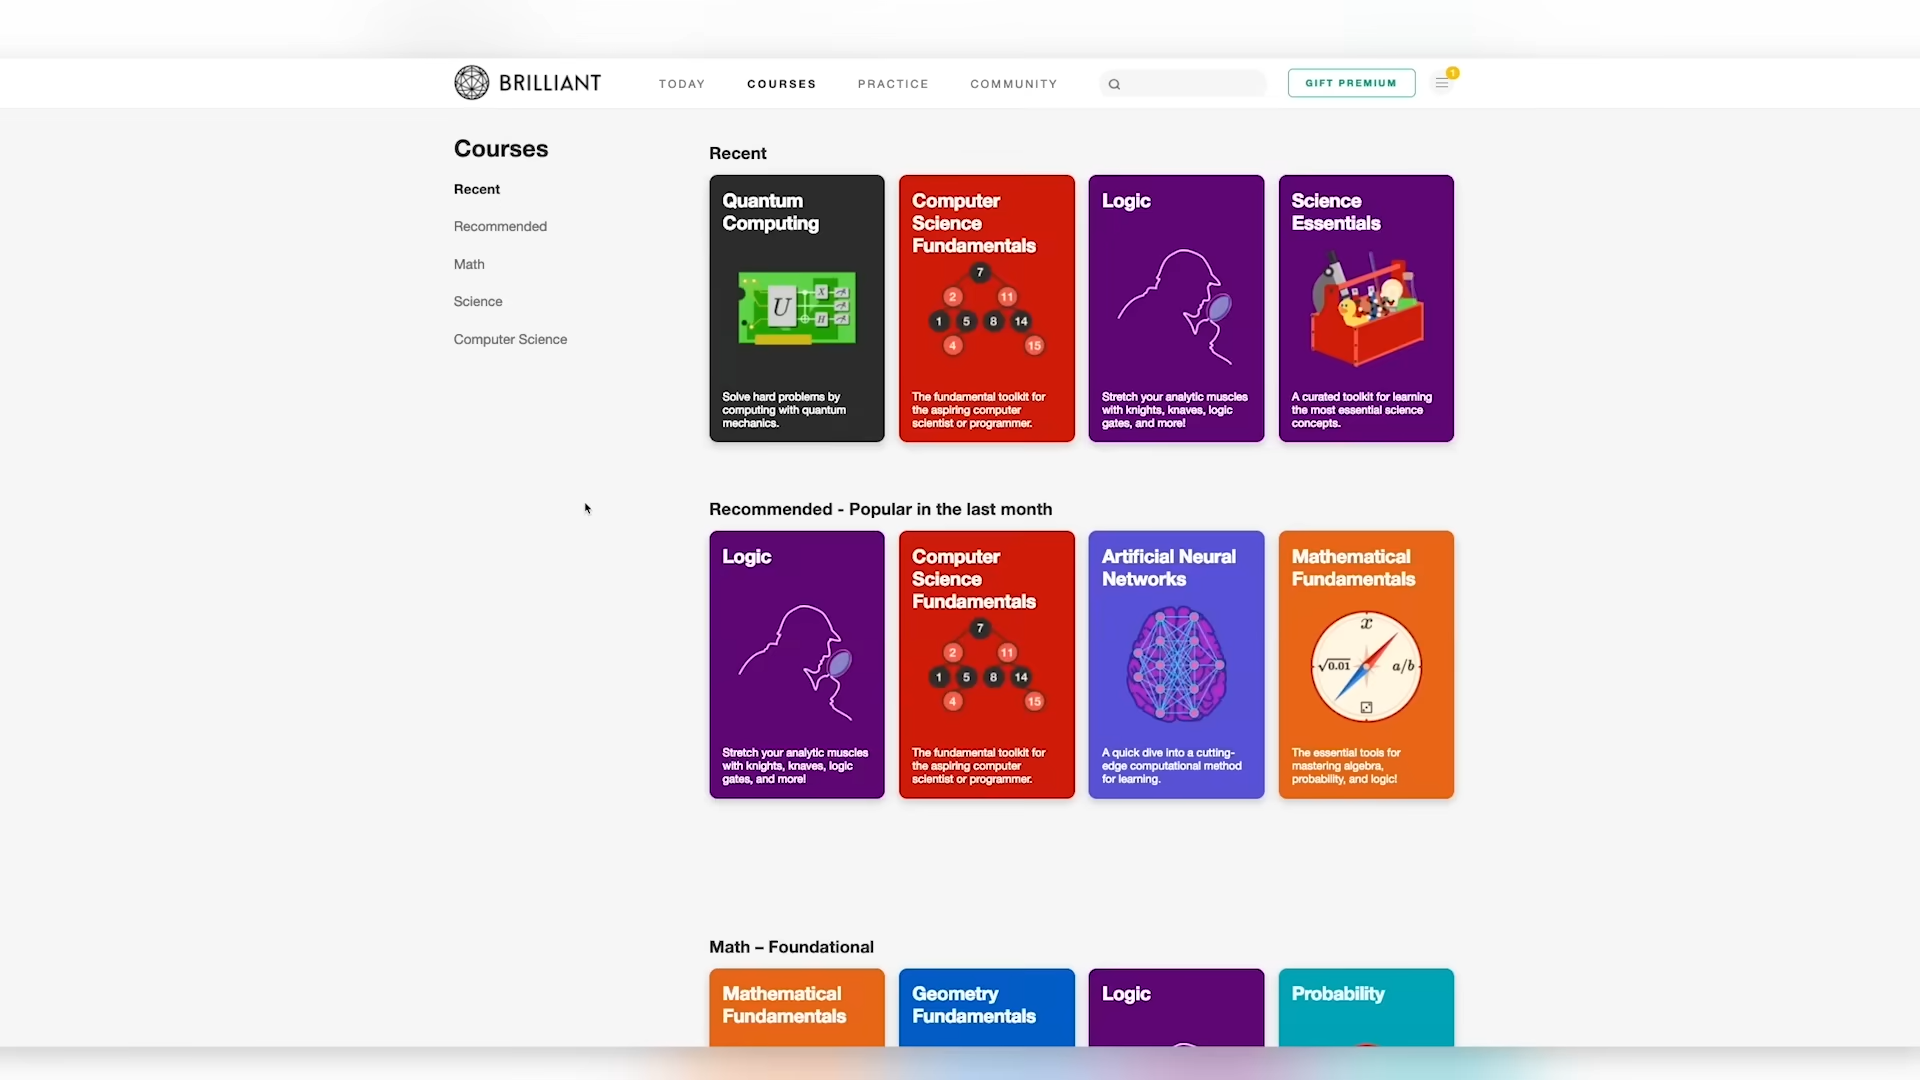 BRILLIANT
TODAY
COURSES
PRACTICE
COMMUNITY
GIFT PREMIUM
1
Courses
Recent
Recommended
Math
Science
Computer Science
Recent
Quantum
Computing
U
X
H
Solve hard problems by
computing with quantum
mechanics.
Computer
Science
Fundamentals
7
2 11
1 5 8 14
4 15
The fundamental toolkit for
the aspiring computer
scientist or programmer.
Logic
Stretch your analytic muscles
with knights, knaves, logic
gates, and more!
Science
Essentials
A curated toolkit for learning
the most essential science
concepts.
Recommended - Popular in the last month
Logic
Stretch your analytic muscles
with knights, knaves, logic
gates, and more!
Computer
Science
Fundamentals
7
2 11
1 5 8 14
4 15
The fundamental toolkit for
the aspiring computer
scientist or programmer.
Artificial Neural
Networks
A quick dive into a cutting-
edge computational method
for learning.
Mathematical
Fundamentals
x
√0.01 a/b
The essential tools for
mastering algebra,
probability, and logic!
Math – Foundational
Mathematical
Fundamentals
Geometry
Fundamentals
Logic
Probability